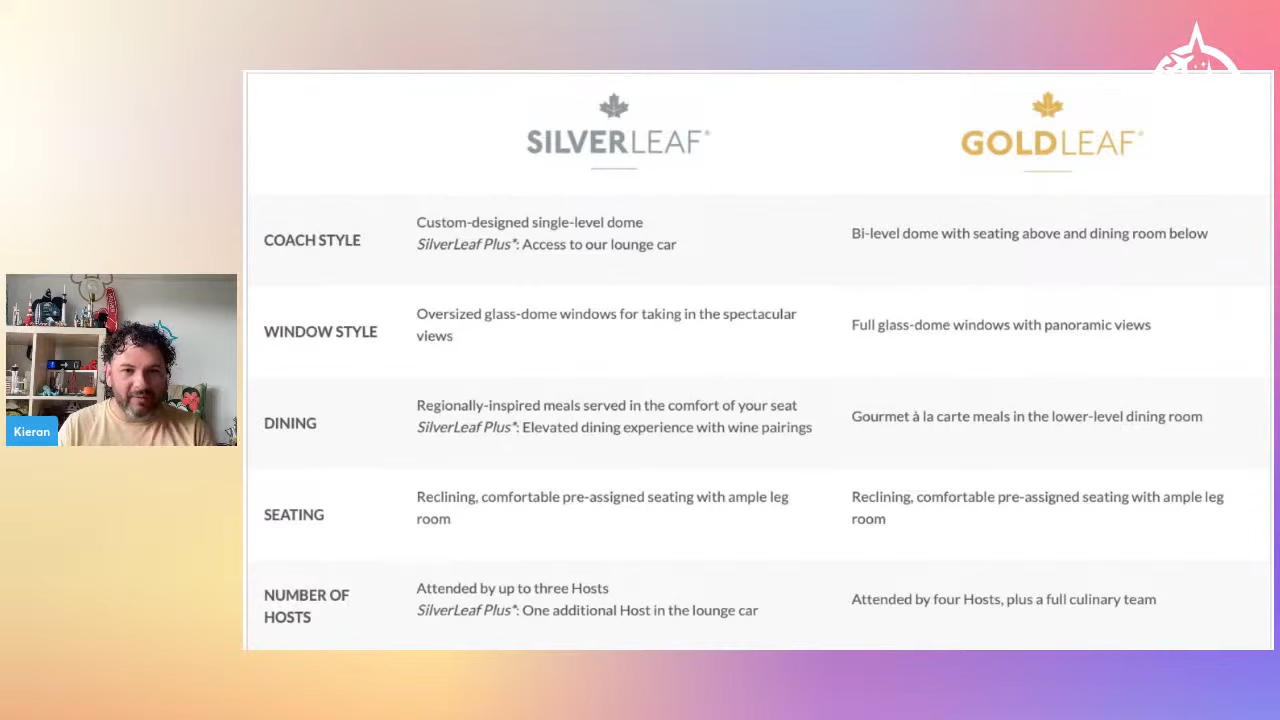 SILVERLEAF®
GOLDLEAF®
COACH STYLE
Custom-designed single-level dome
SilverLeaf Plus*: Access to our lounge car
Bi-level dome with seating above and dining room below
WINDOW STYLE
Oversized glass-dome windows for taking in the spectacular
views
Full glass-dome windows with panoramic views
DINING
Regionally-inspired meals served in the comfort of your seat
SilverLeaf Plus*: Elevated dining experience with wine pairings
Gourmet à la carte meals in the lower-level dining room
SEATING
Reclining, comfortable pre-assigned seating with ample leg
room
Reclining, comfortable pre-assigned seating with ample leg
room
NUMBER OF
HOSTS
Attended by up to three Hosts
SilverLeaf Plus*: One additional Host in the lounge car
Attended by four Hosts, plus a full culinary team
Kieran